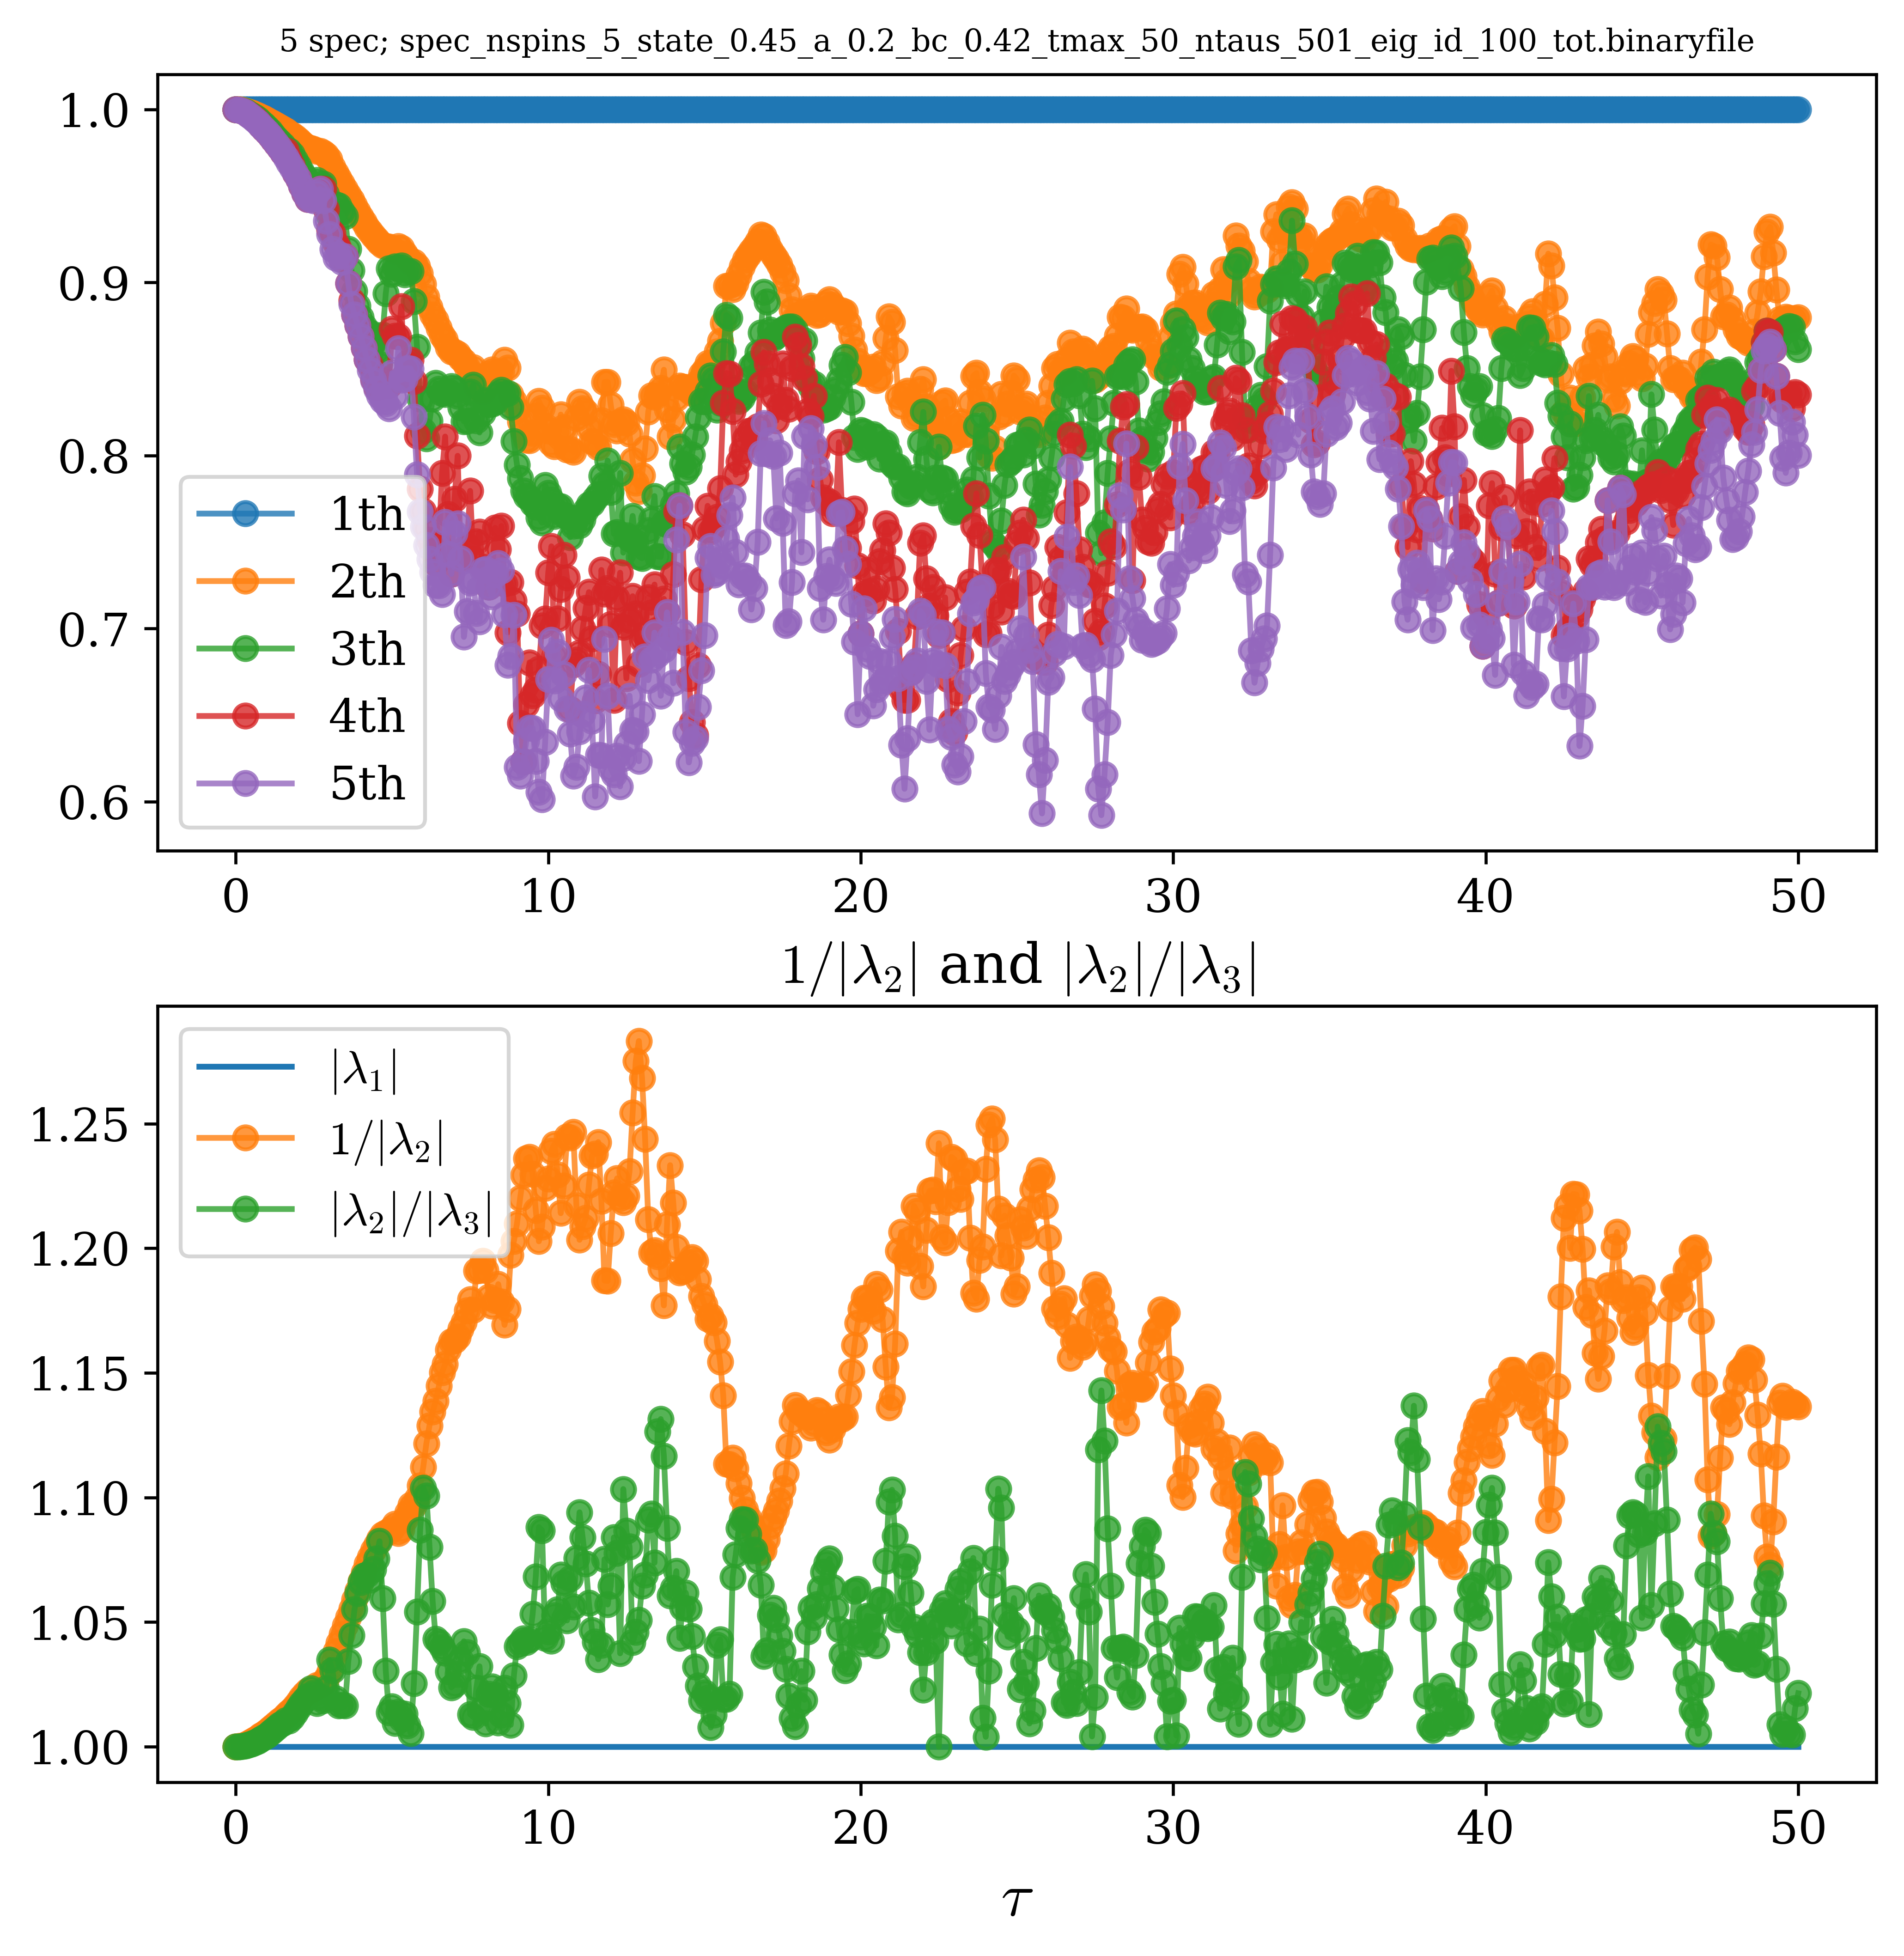 5 spec; spec_nspins_5_state_0.45_a_0.2_bc_0.42_tmax_50_ntaus_501_eig_id_100_tot.binaryfile
1.0
0.9
0.8
0.7
0.6
1th
2th
3th
4th
5th
0 10 20 30 40 50
1/|λ₂| and |λ₂|/|λ₃|
|λ₁|
1/|λ₂|
|λ₂|/|λ₃|
1.25
1.20
1.15
1.10
1.05
1.00
0 10 20 30 40 50
τ